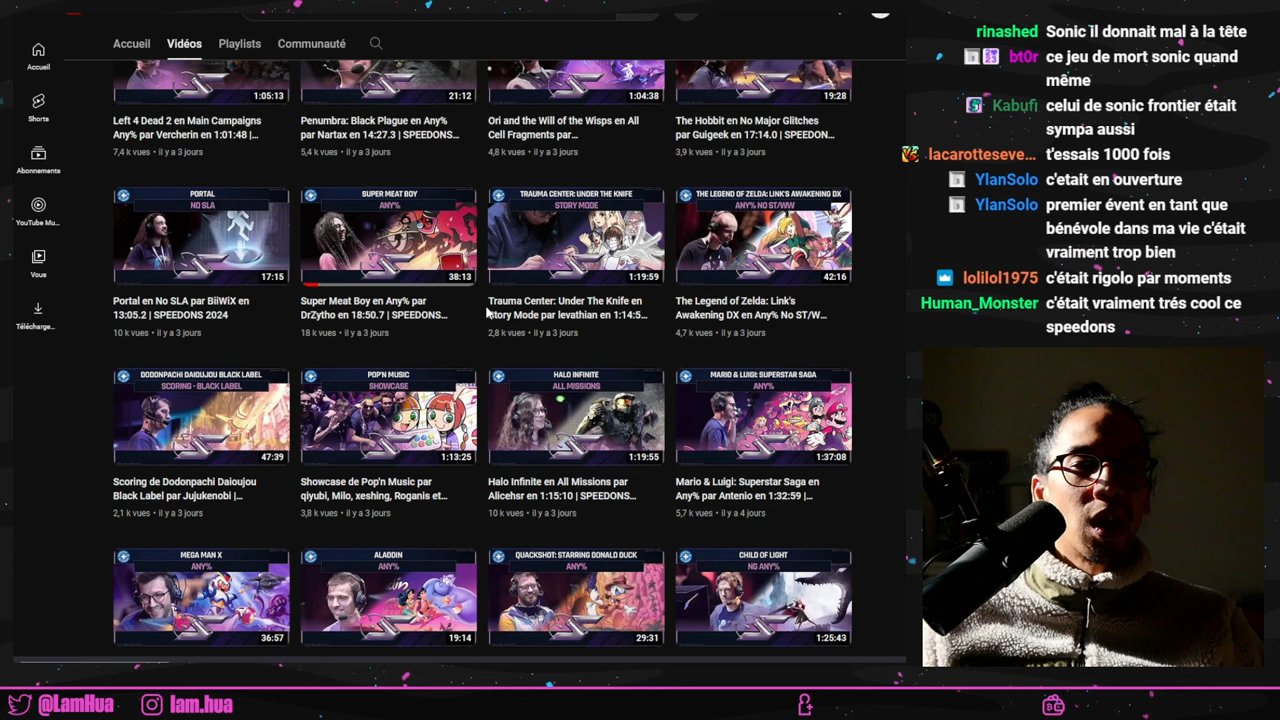 Accueil Vidéos Playlists Communauté
Accueil
Shorts
Abonnements
YouTube Mu...
Vous
Télécharge...
1:05:13
21:12
1:04:38
19:28
Left 4 Dead 2 en Main Campaigns
Any% par Vercherin en 1:01:48 |...
7,4 k vues • il y a 3 jours
Penumbra: Black Plague en Any%
par Nartax en 14:27.3 | SPEEDONS...
5,4 k vues • il y a 3 jours
Ori and the Will of the Wisps en All
Cell Fragments par...
4,8 k vues • il y a 3 jours
The Hobbit en No Major Glitches
par Guigeek en 17:14.0 | SPEEDON...
3,9 k vues • il y a 3 jours
PORTAL
NO SLA
17:15
SUPER MEAT BOY
ANY%
38:13
TRAUMA CENTER: UNDER THE KNIFE
STORY MODE
1:19:59
THE LEGEND OF ZELDA: LINK'S AWAKENING DX
ANY% NO ST/WW
42:16
Portal en No SLA par BiiWiX en
13:05.2 | SPEEDONS 2024
10 k vues • il y a 3 jours
Super Meat Boy en Any% par
DrZytho en 18:50.7 | SPEEDONS...
18 k vues • il y a 3 jours
Trauma Center: Under The Knife en
Story Mode par levathian en 1:14:5...
2,8 k vues • il y a 3 jours
The Legend of Zelda: Link's
Awakening DX en Any% No ST/W...
4,7 k vues • il y a 3 jours
DODONPACHI DAIOUJOU BLACK LABEL
SCORING - BLACK LABEL
47:39
POP'N MUSIC
SHOWCASE
1:13:25
HALO INFINITE
ALL MISSIONS
1:19:55
MARIO & LUIGI: SUPERSTAR SAGA
ANY%
1:37:08
Scoring de Dodonpachi Daioujou
Black Label par Jujukenobi |...
2,1 k vues • il y a 3 jours
Showcase de Pop'n Music par
qiyubi, Milo, xeshing, Roganis et...
3,8 k vues • il y a 3 jours
Halo Infinite en All Missions par
Alicehsr en 1:15:10 | SPEEDONS...
10 k vues • il y a 3 jours
Mario & Luigi: Superstar Saga en
Any% par Antenio en 1:32:59 |...
5,7 k vues • il y a 4 jours
MEGA MAN X
ANY%
36:57
ALADDIN
ANY%
19:14
QUACKSHOT: STARRING DONALD DUCK
ANY%
29:31
CHILD OF LIGHT
NG ANY%
1:25:43
rinashed Sonic il donnait mal à la tête
bt0r ce jeu de mort sonic quand
même
Kabufi celui de sonic frontier était
sympa aussi
lacarotteseve... t'essais 1000 fois
YlanSolo c'etait en ouverture
YlanSolo premier évent en tant que
bénévole dans ma vie c'était
vraiment trop bien
lolilol1975 c'était rigolo par moments
Human_Monster c'était vraiment trés cool ce
speedons
@LamHua lam.hua